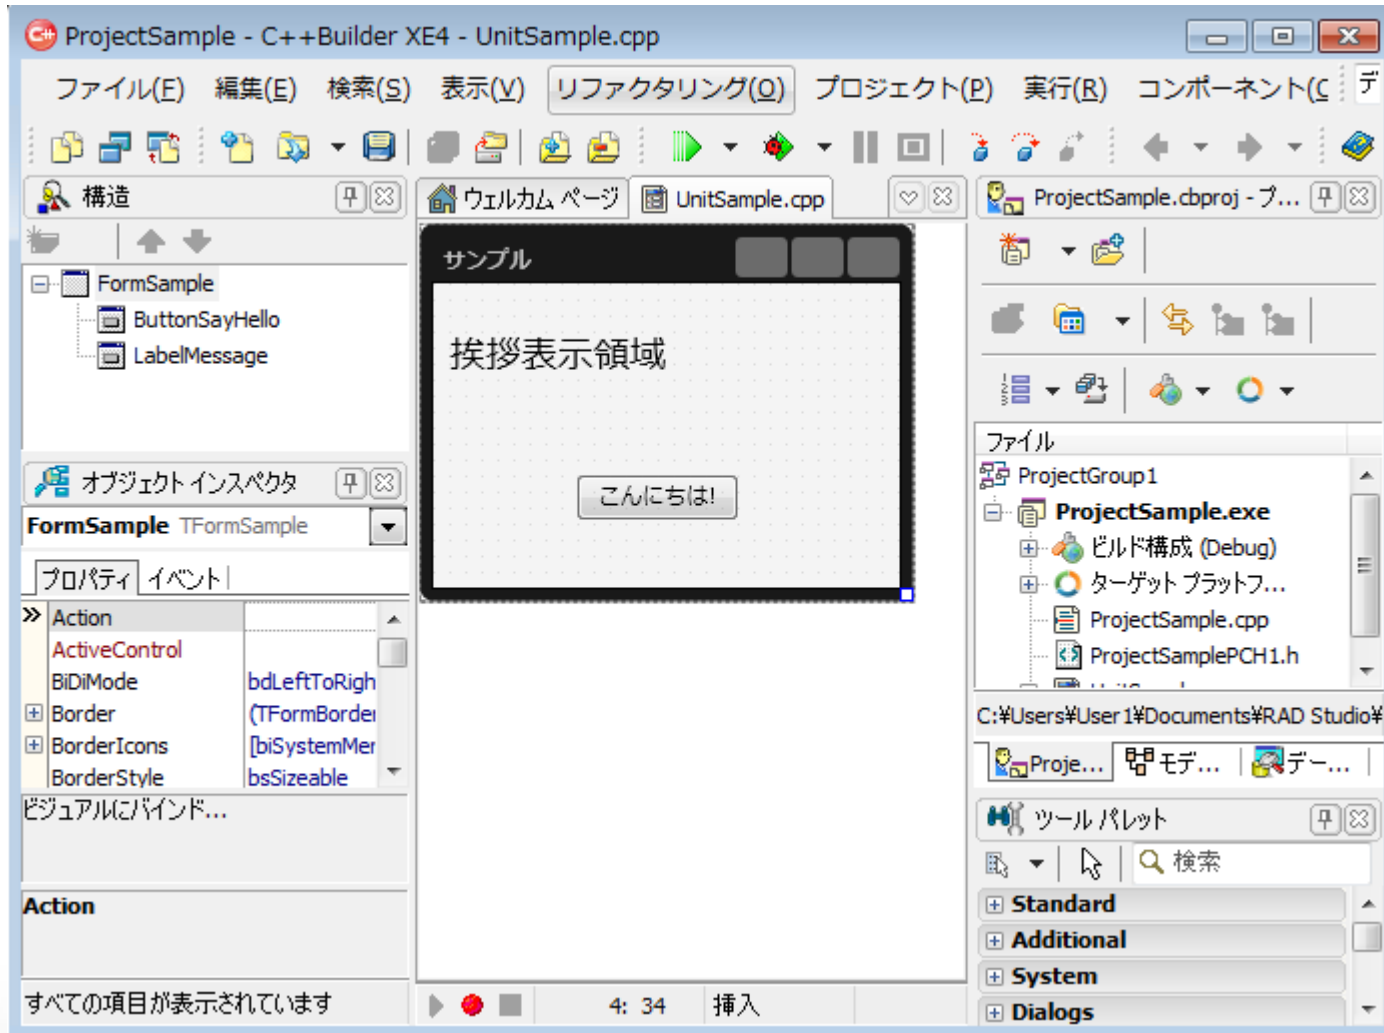 ProjectSample - C++Builder XE4 - UnitSample.cpp
ファイル(F) 編集(E) 検索(S) 表示(V) リファクタリング(O) プロジェクト(P) 実行(R) コンポーネント(C デ
構造
FormSample
ButtonSayHello
LabelMessage
オブジェクト インスペクタ
FormSample TFormSample
プロパティ イベント
Action
ActiveControl
BiDiMode bdLeftToRigh
Border (TFormBorder
BorderIcons [biSystemMer
BorderStyle bsSizeable
ビジュアルにバインド...
Action
すべての項目が表示されています
ウェルカム ページ UnitSample.cpp
サンプル
挨拶表示領域
こんにちは!
4: 34 挿入
ProjectSample.cbproj - プ...
ファイル
ProjectGroup1
ProjectSample.exe
ビルド構成 (Debug)
ターゲット プラットフ...
ProjectSample.cpp
ProjectSamplePCH1.h
C:¥Users¥User1¥Documents¥RAD Studio¥
Proje... モデ... デー...
ツール パレット
検索
Standard
Additional
System
Dialogs